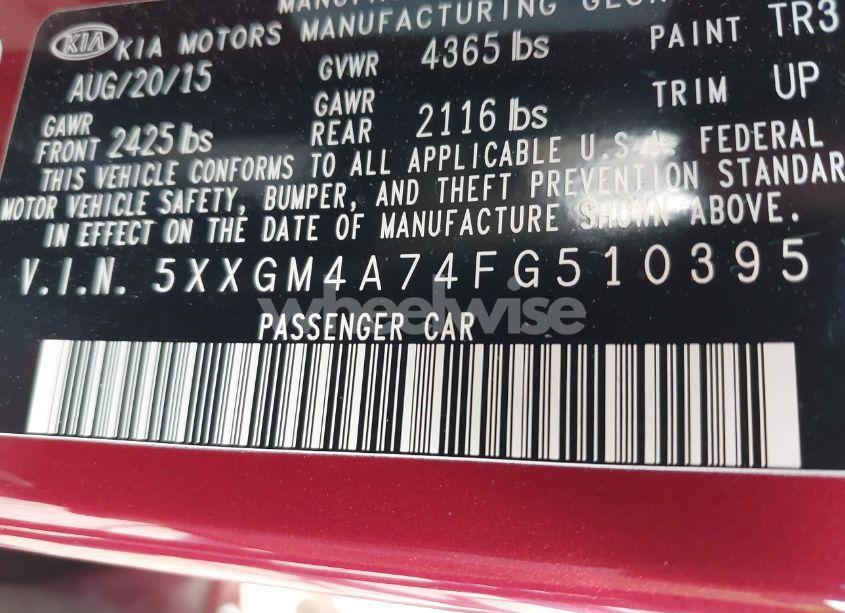 KIA KIA MOTORS MANUFACTURING
AUG/20/15 GVWR 4365 lbs PAINT TR3
GAWR FRONT 2425 lbs GAWR REAR 2116 lbs TRIM UP
THIS VEHICLE CONFORMS TO ALL APPLICABLE U.S.A. FEDERAL
MOTOR VEHICLE SAFETY, BUMPER, AND THEFT PREVENTION STANDAR
IN EFFECT ON THE DATE OF MANUFACTURE SHOWN ABOVE.
V.I.N. 5XXGM4A74FG510395
wheelwise
PASSENGER CAR